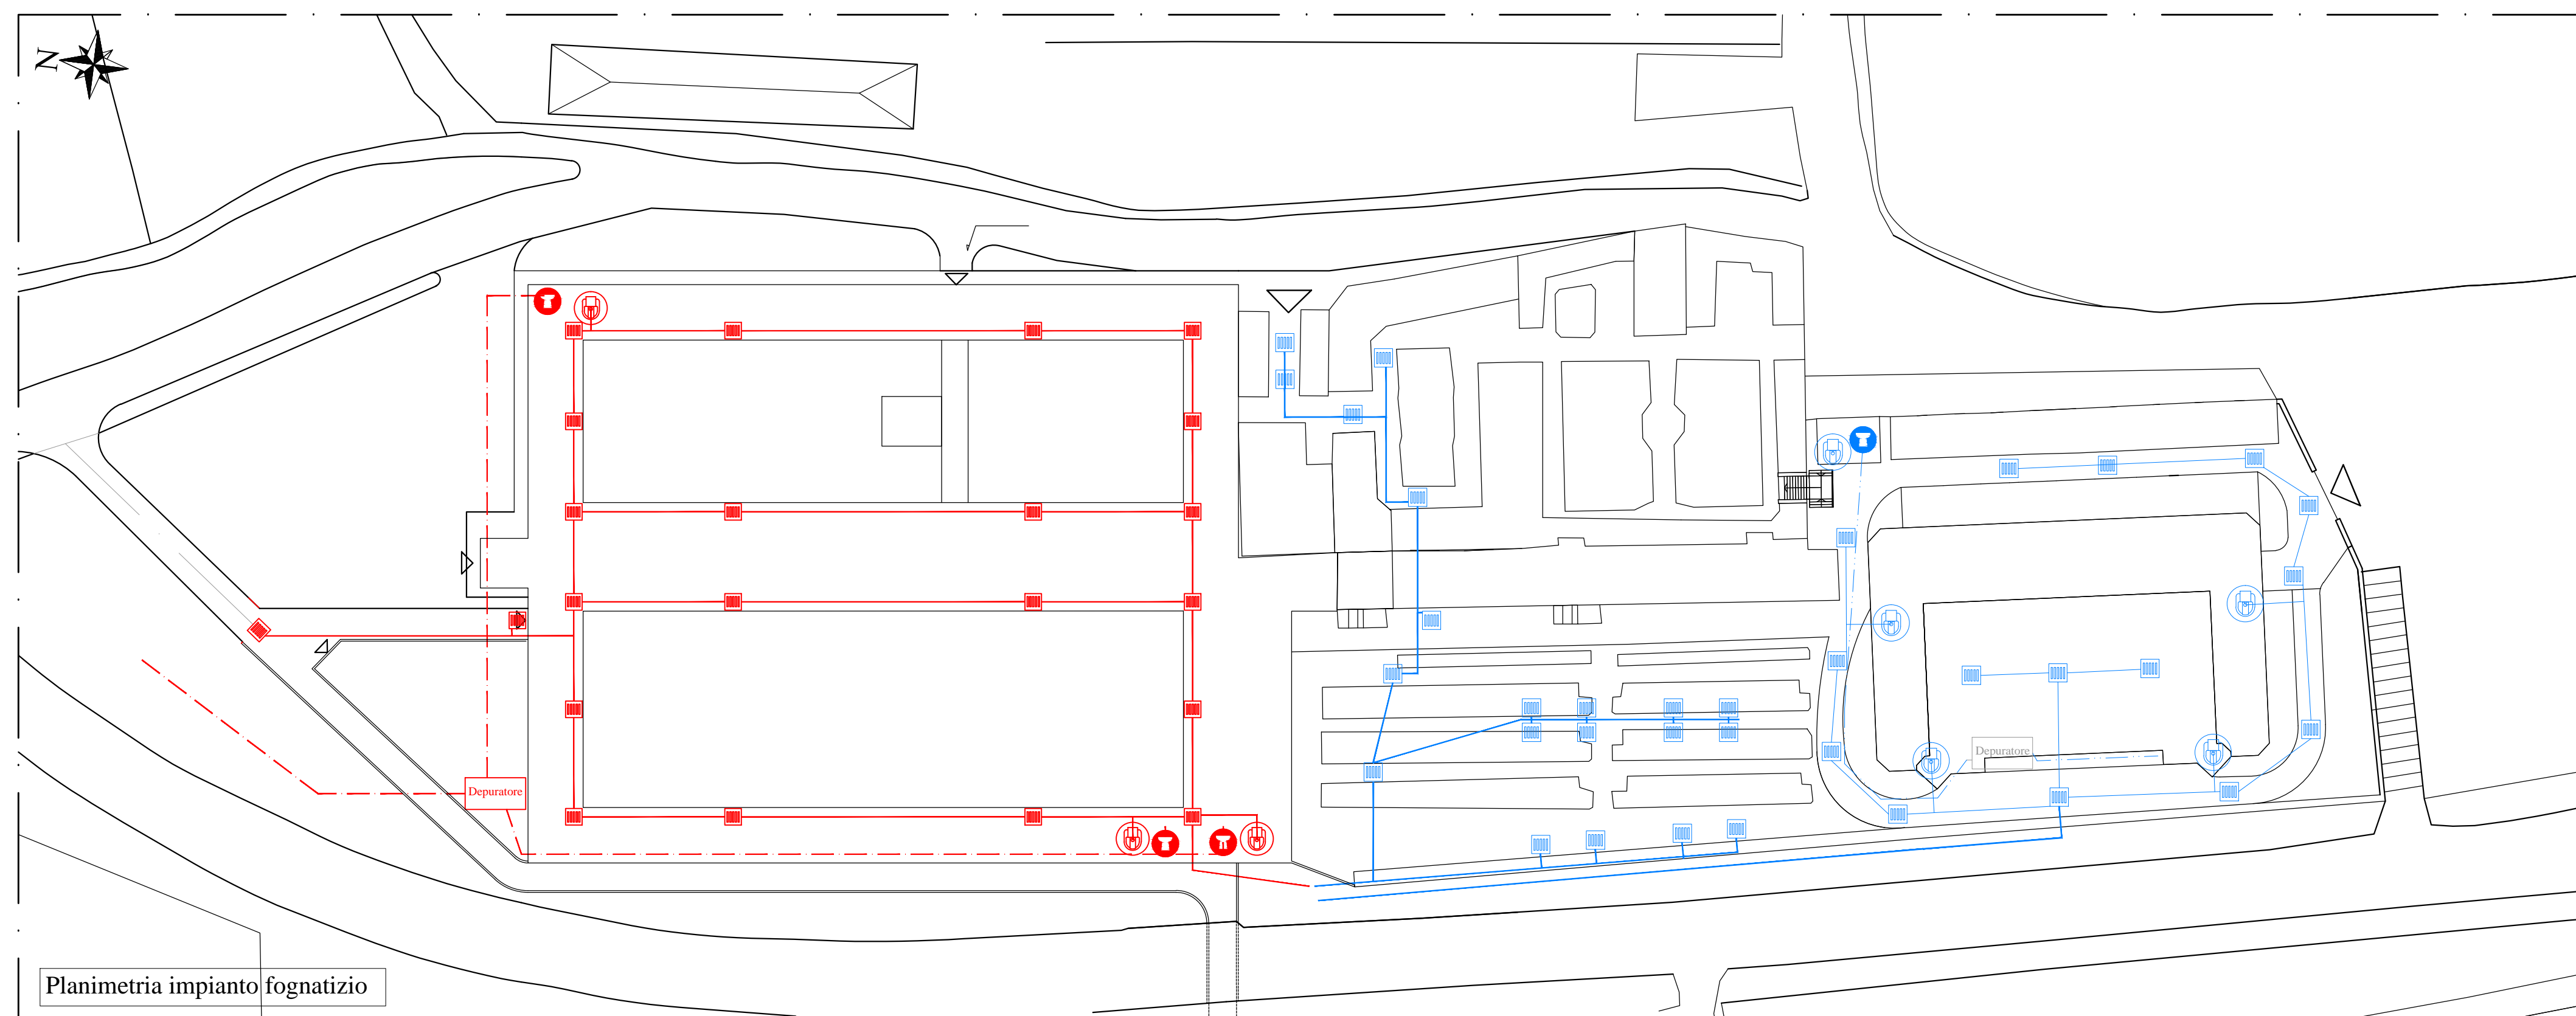 N
Depuratore
Depuratore
Planimetria impianto fognatizio